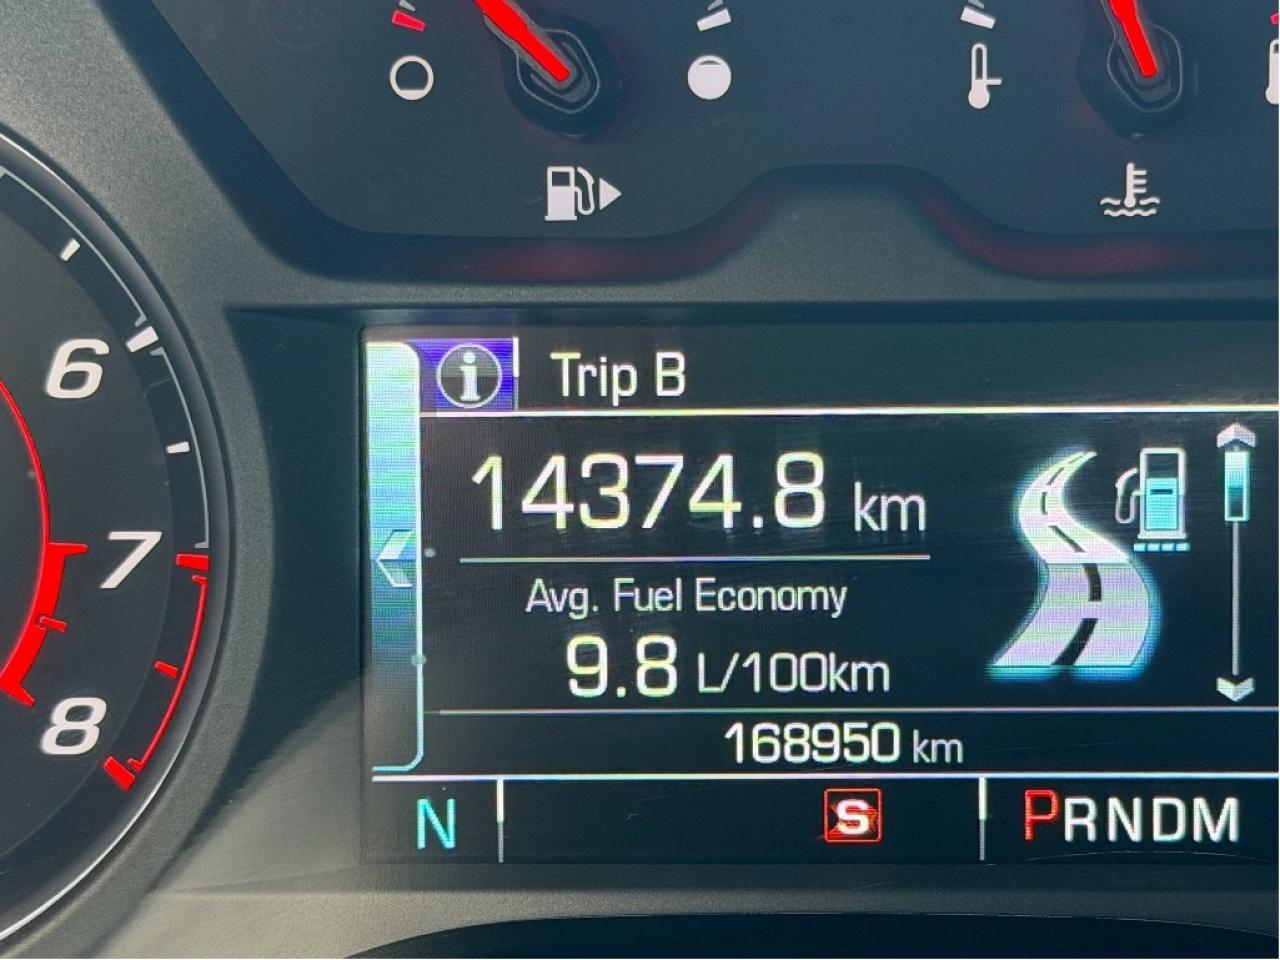 6
7
8
Trip B
14374.8 km
Avg. Fuel Economy
9.8 L/100km
168950 km
N
S
PRNDM